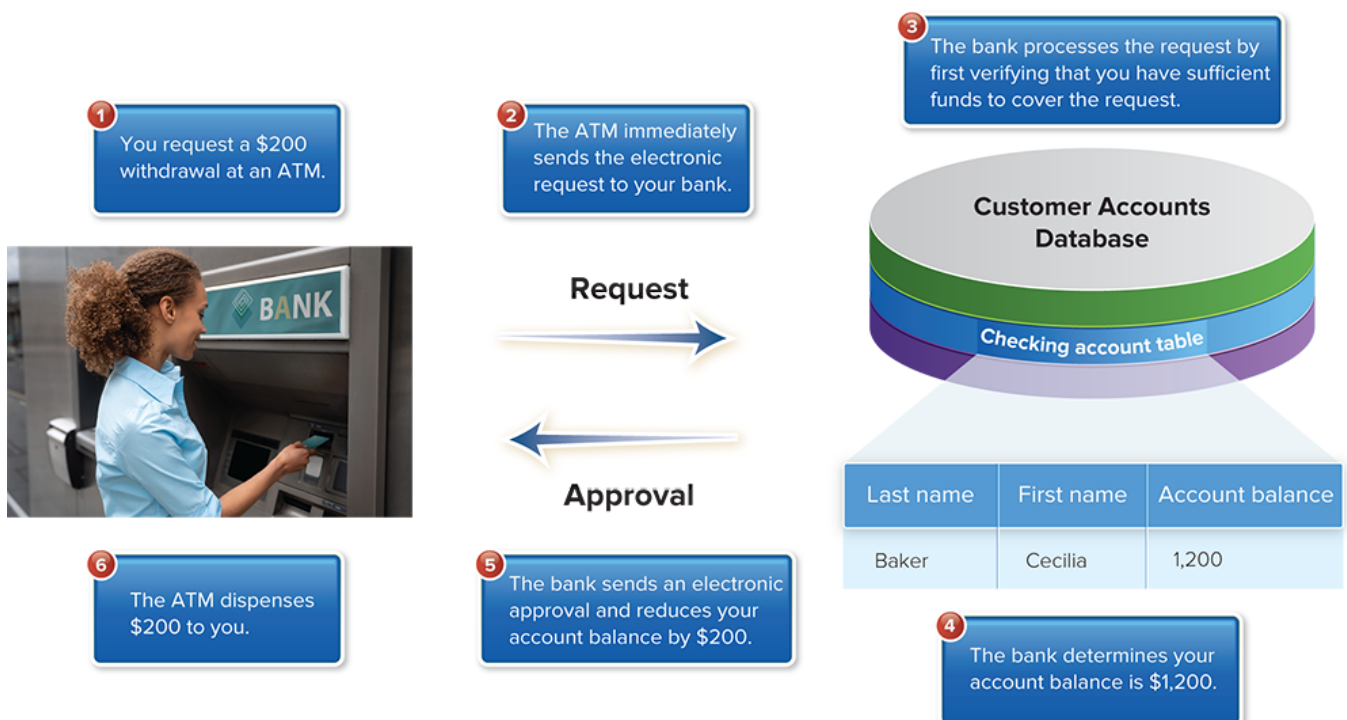 1
You request a $200
withdrawal at an ATM.
2
The ATM immediately
sends the electronic
request to your bank.
3
The bank processes the request by
first verifying that you have sufficient
funds to cover the request.
Customer Accounts
Database
Checking account table
BANK
Request
Approval
Last name First name Account balance
Baker Cecilia 1,200
4
The bank determines your
account balance is $1,200.
5
The bank sends an electronic
approval and reduces your
account balance by $200.
6
The ATM dispenses
$200 to you.